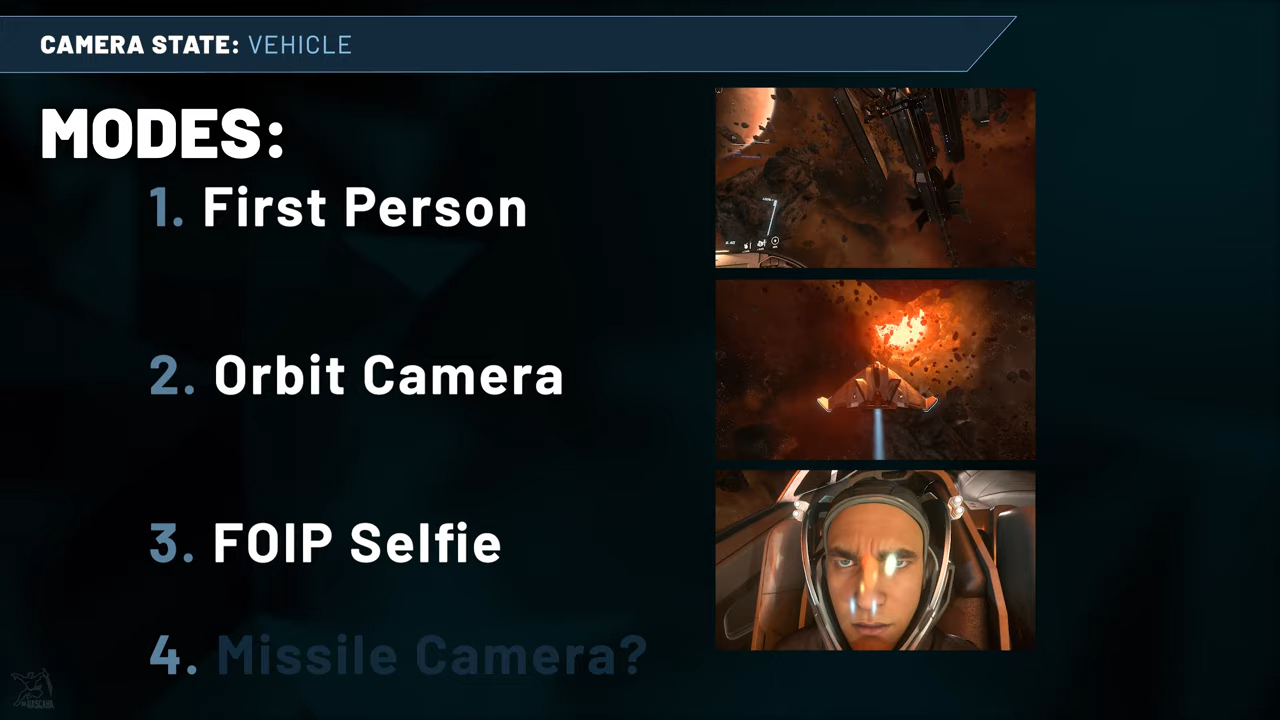 CAMERA STATE: VEHICLE
MODES:
1. First Person
2. Orbit Camera
3. FOIP Selfie
4. Missile Camera?